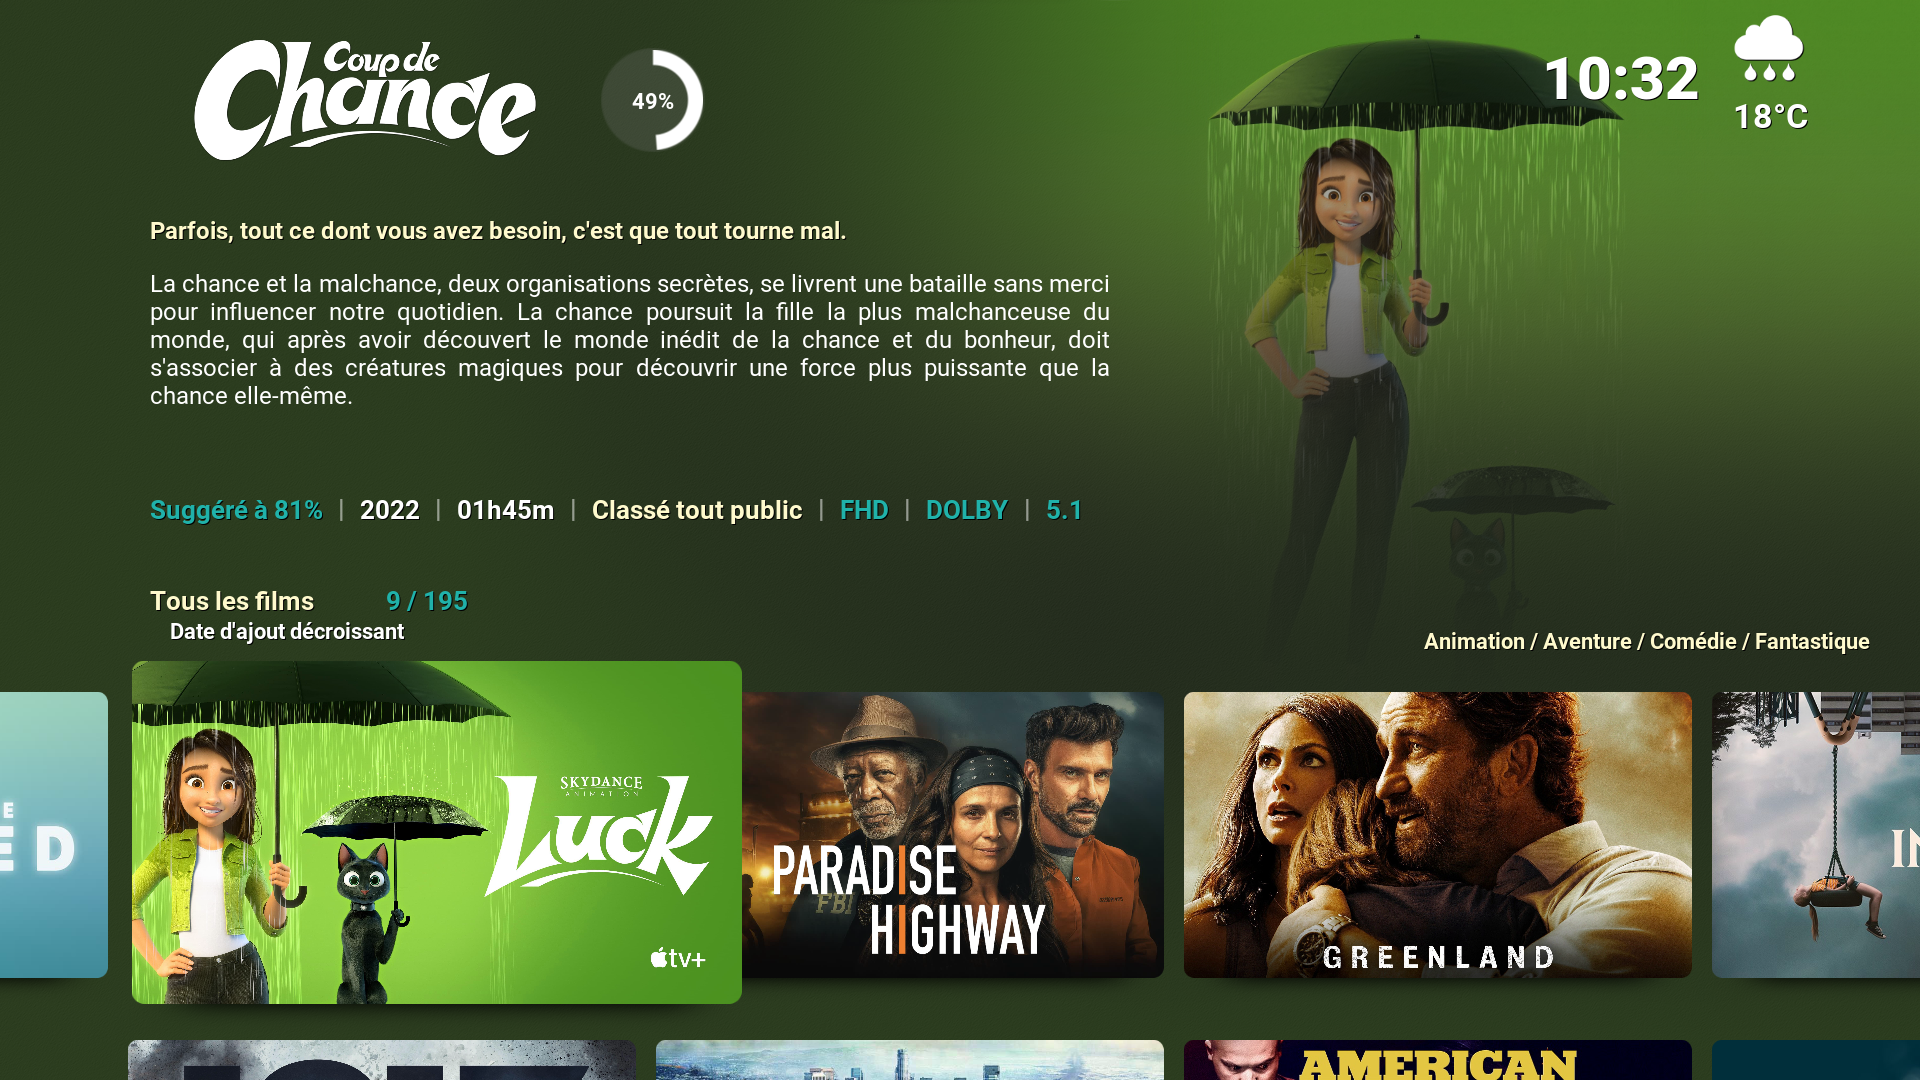 Coup de
Chance
49%
10:32
18°C
Parfois, tout ce dont vous avez besoin, c'est que tout tourne mal.
La chance et la malchance, deux organisations secrètes, se livrent une bataille sans merci
pour influencer notre quotidien. La chance poursuit la fille la plus malchanceuse du
monde, qui après avoir découvert le monde inédit de la chance et du bonheur, doit
s'associer à des créatures magiques pour découvrir une force plus puissante que la
chance elle-même.
Suggéré à 81% | 2022 | 01h45m | Classé tout public | FHD | DOLBY | 5.1
Tous les films 9 / 195
Date d'ajout décroissant
Animation / Aventure / Comédie / Fantastique
SKYDANCE
ANIMATION
Luck
tv+
FBI
PARADISE
HIGHWAY
GREENLAND
AMERICAN